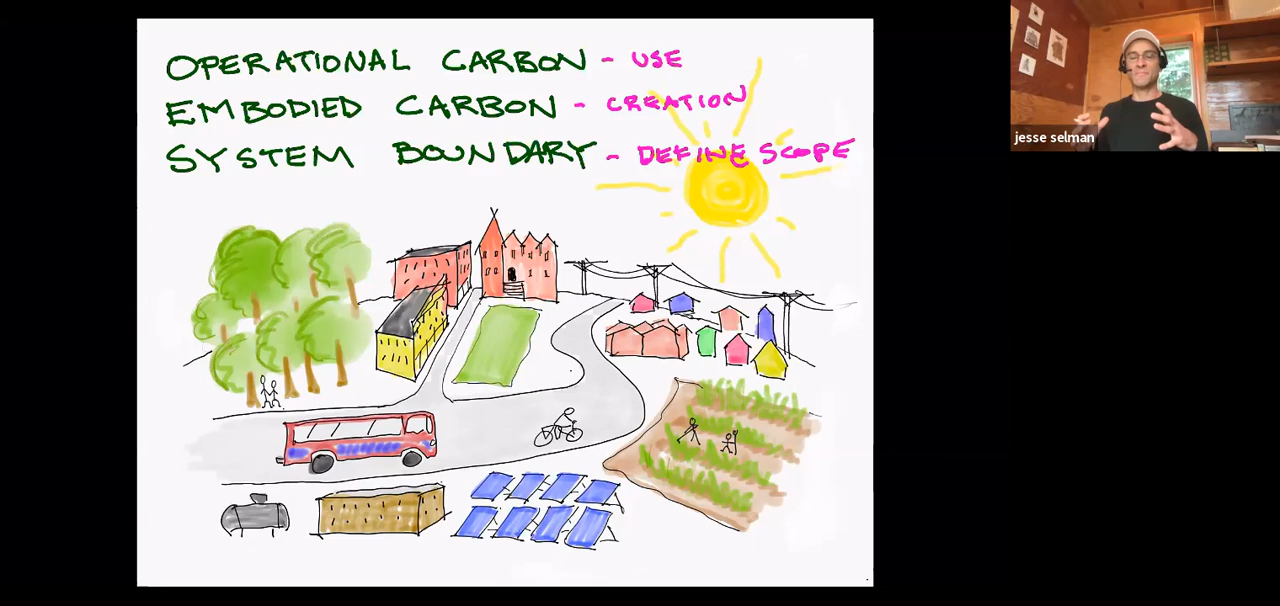 OPERATIONAL CARBON - USE
EMBODIED CARBON - CREATION
SYSTEM BOUNDARY - DEFINE SCOPE
jesse selman